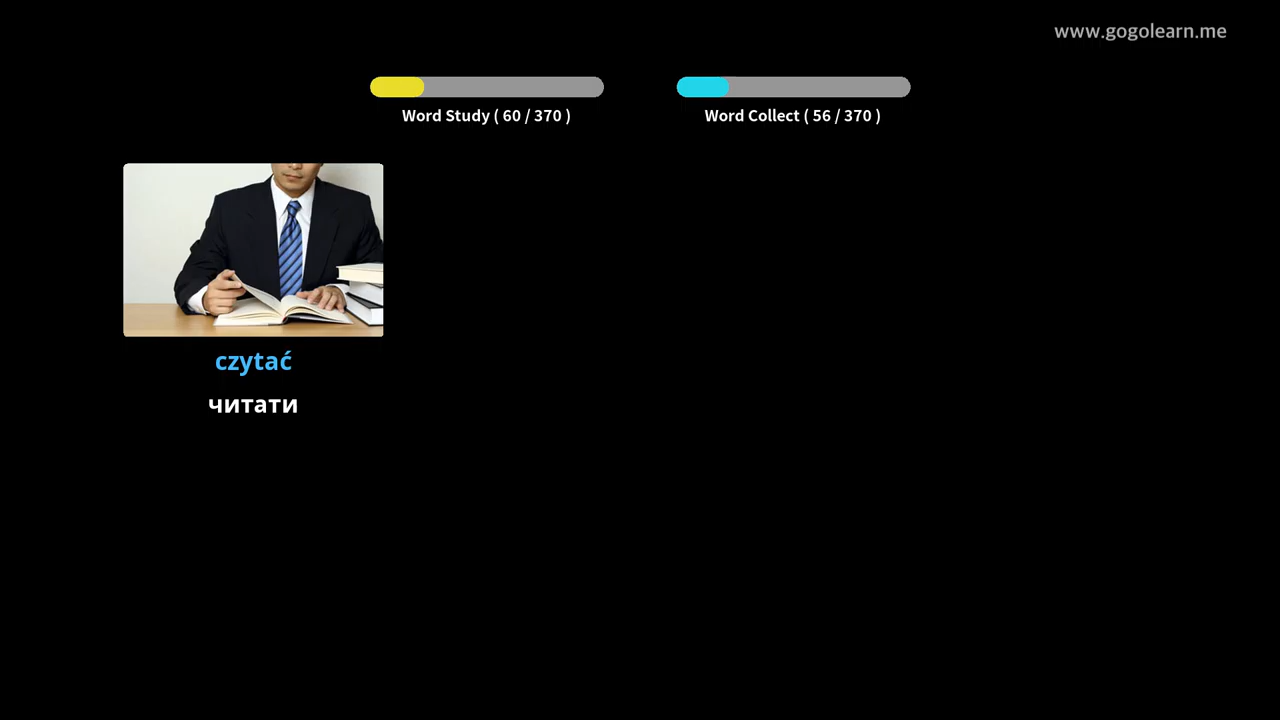 www.gogolearn.me
Word Study ( 60 / 370 )
Word Collect ( 56 / 370 )
czytać
читати